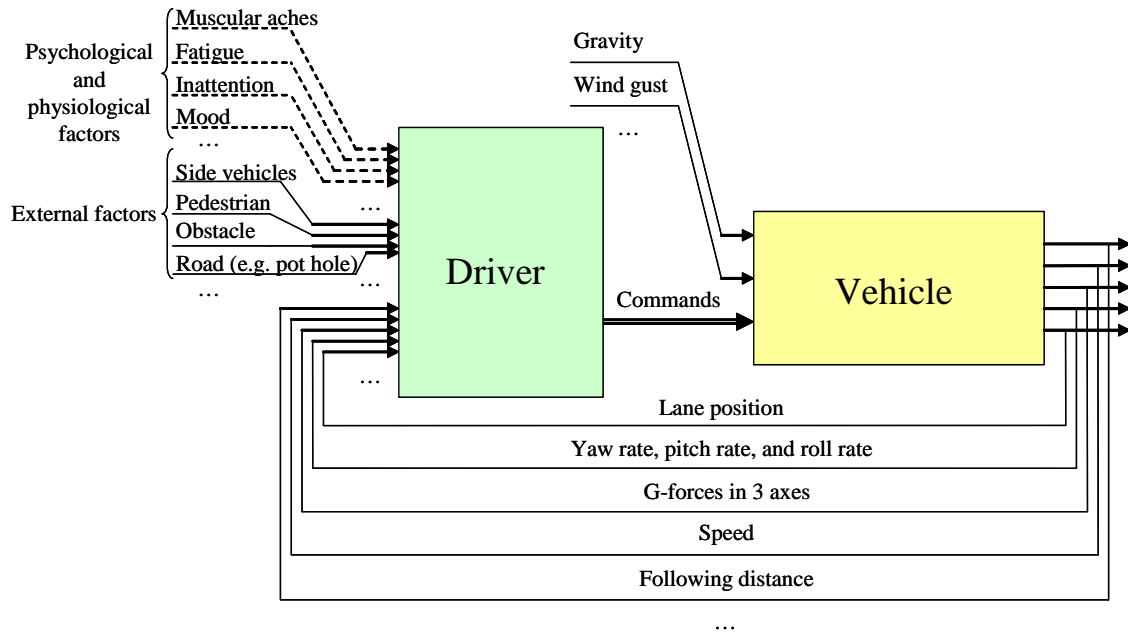 Psychological
and
physiological
factors
Muscular aches
Fatigue
Inattention
Mood
...
External factors
Side vehicles
Pedestrian
Obstacle
Road (e.g. pot hole)
...
...
...
...
Driver
Gravity
Wind gust
...
Commands
Vehicle
Lane position
Yaw rate, pitch rate, and roll rate
G-forces in 3 axes
Speed
Following distance
...